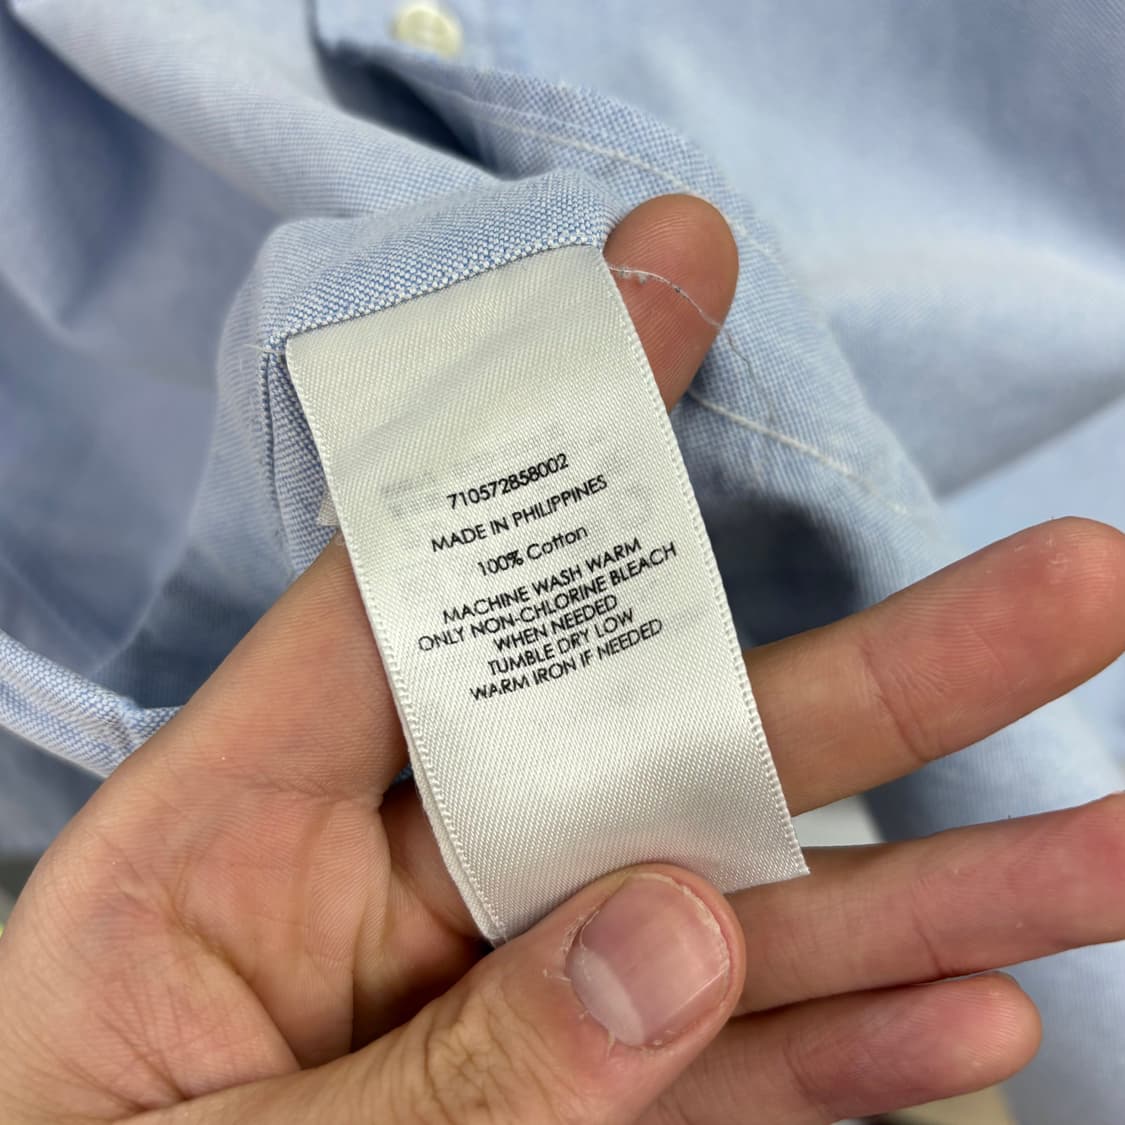 710572858002
MADE IN PHILIPPINES
100% Cotton
MACHINE WASH WARM
ONLY NON-CHLORINE BLEACH
WHEN NEEDED
TUMBLE DRY LOW
WARM IRON IF NEEDED